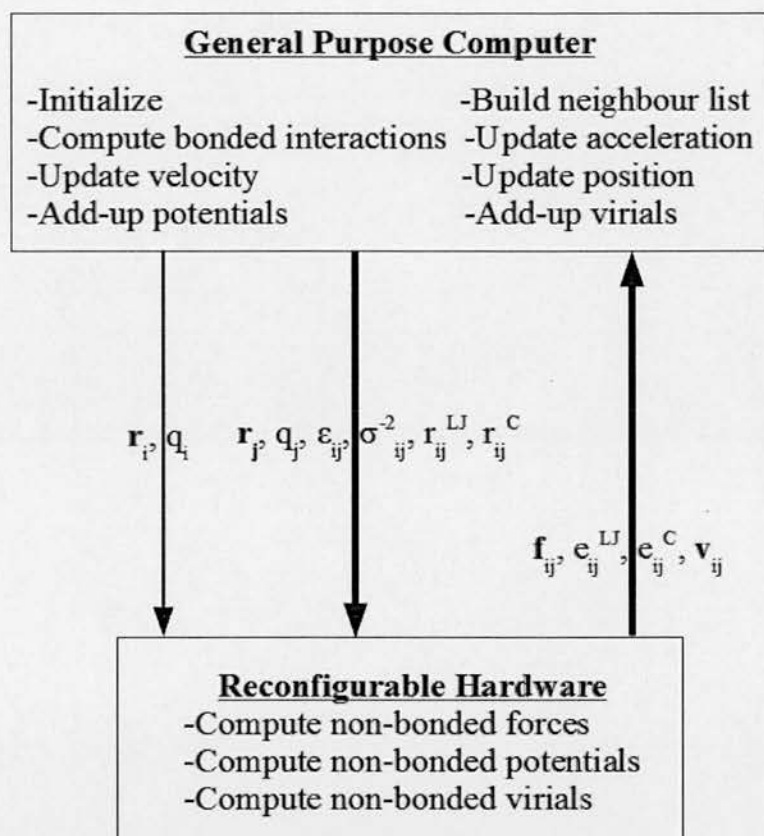 General Purpose Computer
-Initialize
-Compute bonded interactions
-Update velocity
-Add-up potentials
-Build neighbour list
-Update acceleration
-Update position
-Add-up virials
r_i, q_i
r_j, q_j, ε_ij, σ^-2_ij, r_ij^LJ, r_ij^C
f_ij, e_ij^LJ, e_ij^C, v_ij
Reconfigurable Hardware
-Compute non-bonded forces
-Compute non-bonded potentials
-Compute non-bonded virials